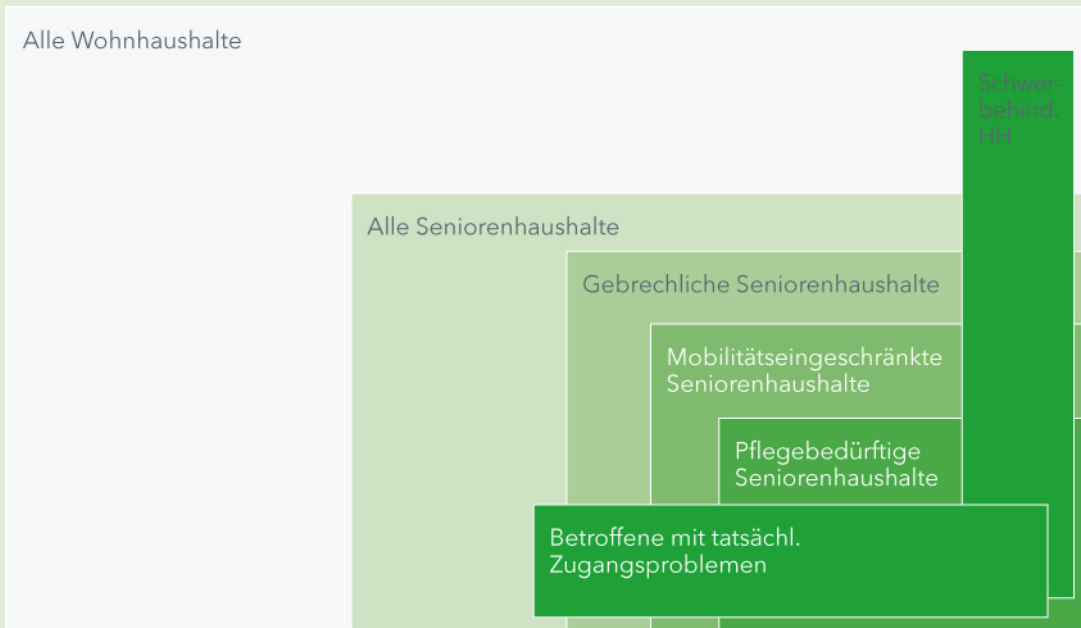 Alle Wohnhaushalte
Schwer-
behind.
HH
Alle Seniorenhaushalte
Gebrechliche Seniorenhaushalte
Mobilitätseingeschränkte
Seniorenhaushalte
Pflegebedürftige
Seniorenhaushalte
Betroffene mit tatsächl.
Zugangsproblemen